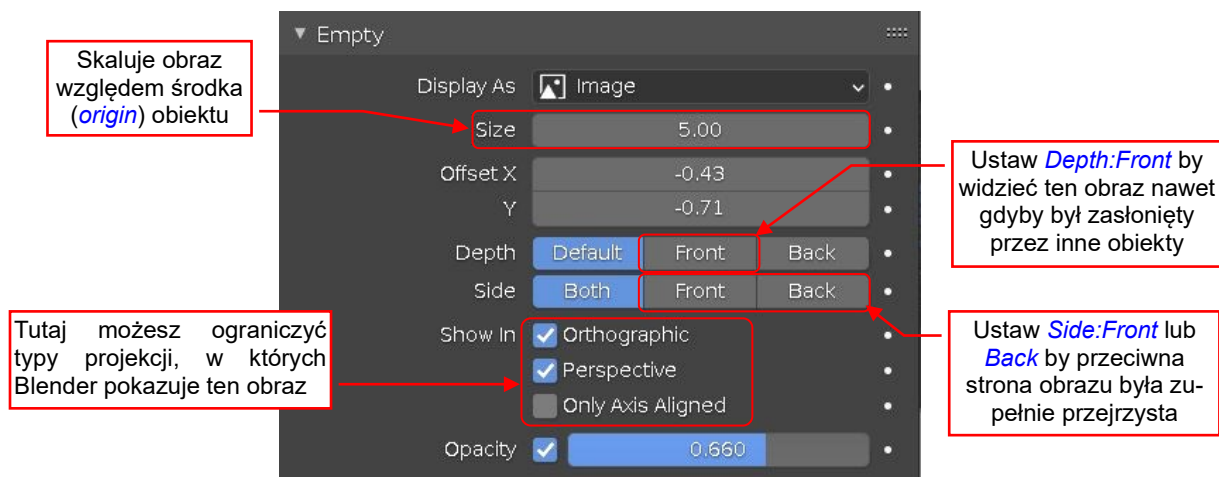 Empty
Skaluje obraz
względem środka
(origin) obiektu
Display As Image
Size 5.00
Offset X -0.43
Y -0.71
Depth Default Front Back
Side Both Front Back
Ustaw Depth:Front by
widzieć ten obraz nawet
gdyby był zasłonięty
przez inne obiekty
Tutaj możesz ograniczyć
typy projekcji, w których
Blender pokazuje ten obraz
Show In Orthographic
Perspective
Only Axis Aligned
Ustaw Side:Front lub
Back by przeciwna
strona obrazu była zu-
pełnie przejrzysta
Opacity 0.660